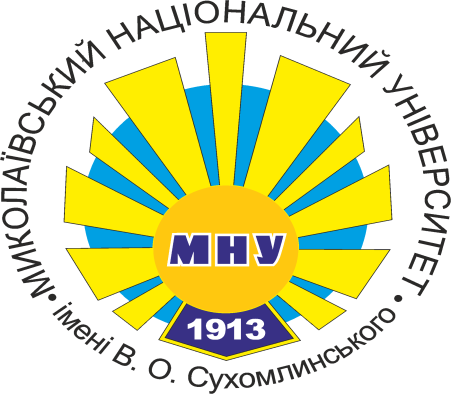 МИКОЛАЇВСЬКИЙ НАЦІОНАЛЬНИЙ УНІВЕРСИТЕТ
• імені В. О. Сухомлинського •
МНУ
1913